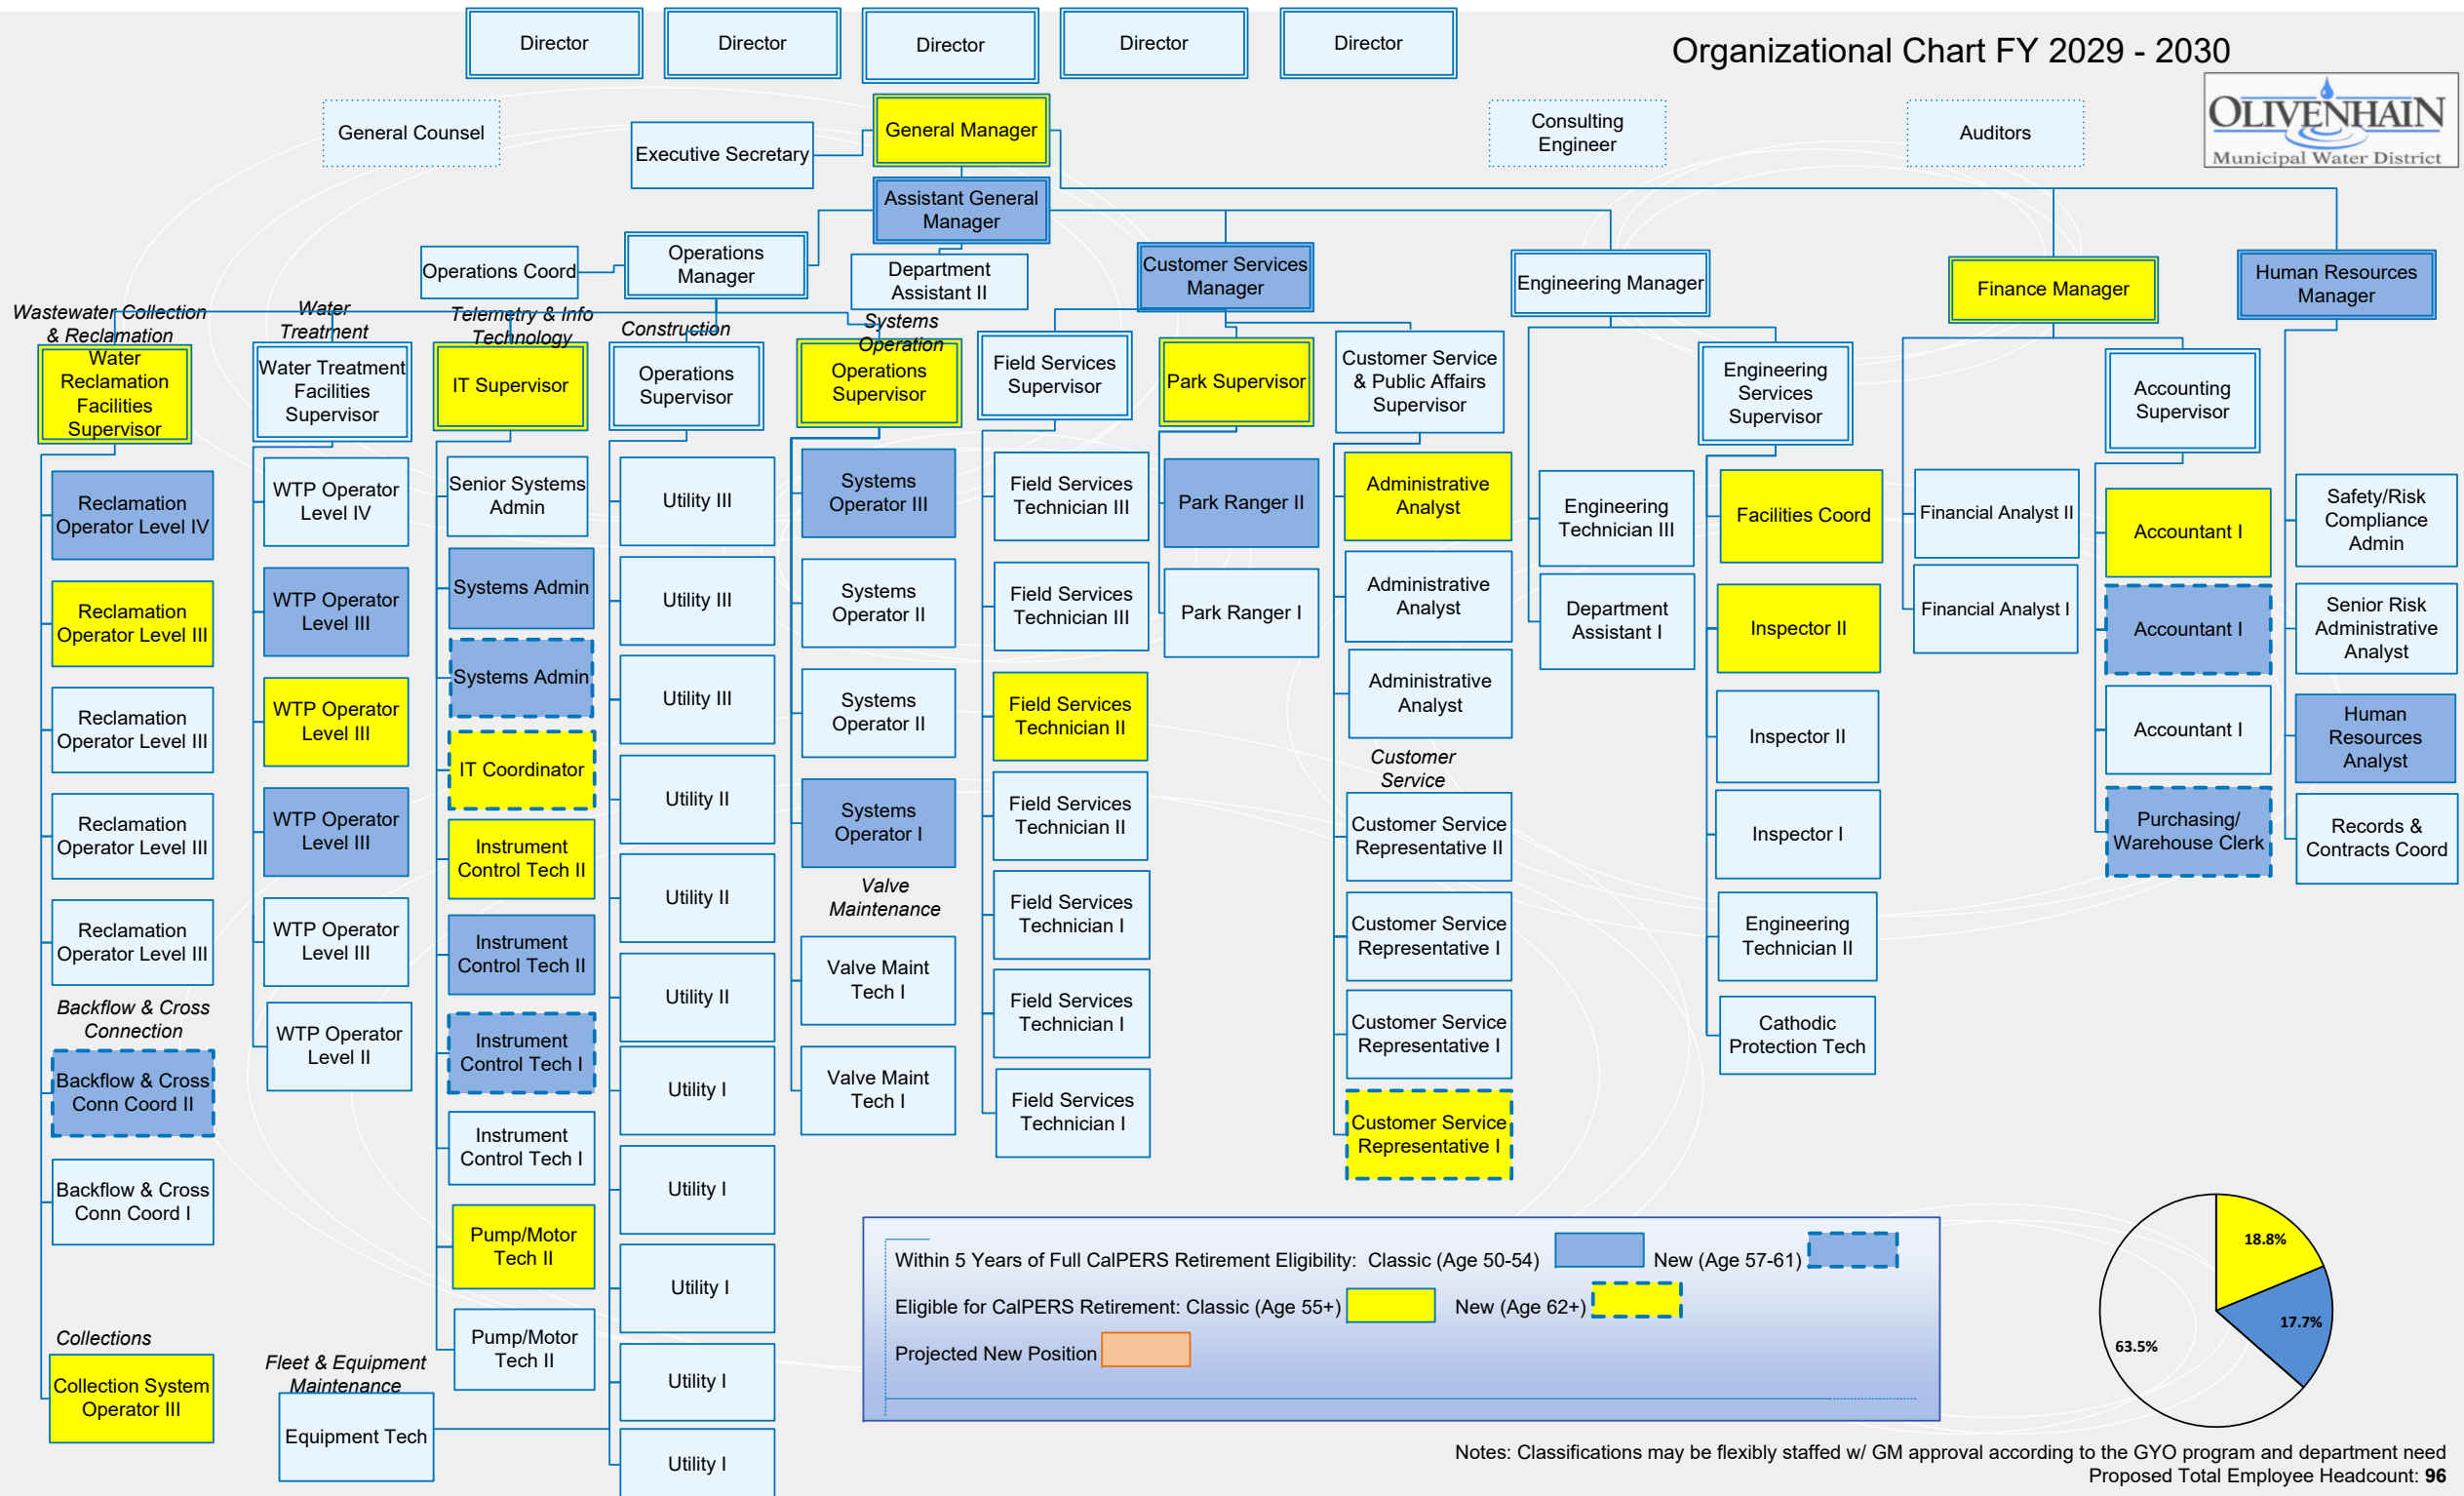 Director
Director
Director
Director
Director
Organizational Chart FY 2029 - 2030
OLIVENHAIN
Municipal Water District
General Counsel
Executive Secretary
General Manager
Consulting
Engineer
Auditors
Assistant General
Manager
Operations Coord
Operations
Manager
Department
Assistant II
Customer Services
Manager
Engineering Manager
Finance Manager
Human Resources
Manager
Wastewater Collection
& Reclamation
Water
Reclamation
Facilities
Supervisor
Reclamation
Operator Level IV
Reclamation
Operator Level III
Reclamation
Operator Level III
Reclamation
Operator Level III
Reclamation
Operator Level III
Backflow & Cross
Connection
Backflow & Cross
Conn Coord II
Backflow & Cross
Conn Coord I
Collections
Collection System
Operator III
Water
Treatment
Water Treatment
Facilities
Supervisor
WTP Operator
Level IV
WTP Operator
Level III
WTP Operator
Level III
WTP Operator
Level III
WTP Operator
Level III
WTP Operator
Level II
Fleet & Equipment
Maintenance
Equipment Tech
Telemetry & Info
Technology
IT Supervisor
Senior Systems
Admin
Systems Admin
Systems Admin
IT Coordinator
Instrument
Control Tech II
Instrument
Control Tech II
Instrument
Control Tech I
Instrument
Control Tech I
Pump/Motor
Tech II
Pump/Motor
Tech II
Construction
Operations
Supervisor
Utility III
Utility III
Utility III
Utility II
Utility II
Utility II
Utility I
Utility I
Utility I
Utility I
Utility I
Systems
Operation
Operations
Supervisor
Systems
Operator III
Systems
Operator II
Systems
Operator II
Systems
Operator I
Valve
Maintenance
Valve Maint
Tech I
Valve Maint
Tech I
Field Services
Supervisor
Field Services
Technician III
Field Services
Technician III
Field Services
Technician II
Field Services
Technician II
Field Services
Technician I
Field Services
Technician I
Field Services
Technician I
Park Supervisor
Park Ranger II
Park Ranger I
Customer Service
& Public Affairs
Supervisor
Administrative
Analyst
Administrative
Analyst
Administrative
Analyst
Customer
Service
Customer Service
Representative II
Customer Service
Representative I
Customer Service
Representative I
Customer Service
Representative I
Engineering
Technician III
Department
Assistant I
Engineering
Services
Supervisor
Facilities Coord
Inspector II
Inspector II
Inspector I
Engineering
Technician II
Cathodic
Protection Tech
Financial Analyst II
Financial Analyst I
Accounting
Supervisor
Accountant I
Accountant I
Accountant I
Purchasing/
Warehouse Clerk
Safety/Risk
Compliance
Admin
Senior Risk
Administrative
Analyst
Human
Resources
Analyst
Records &
Contracts Coord
Within 5 Years of Full CalPERS Retirement Eligibility: Classic (Age 50-54) New (Age 57-61)
Eligible for CalPERS Retirement: Classic (Age 55+) New (Age 62+)
Projected New Position
18.8%
17.7%
63.5%
Notes: Classifications may be flexibly staffed w/ GM approval according to the GYO program and department need
Proposed Total Employee Headcount: 96